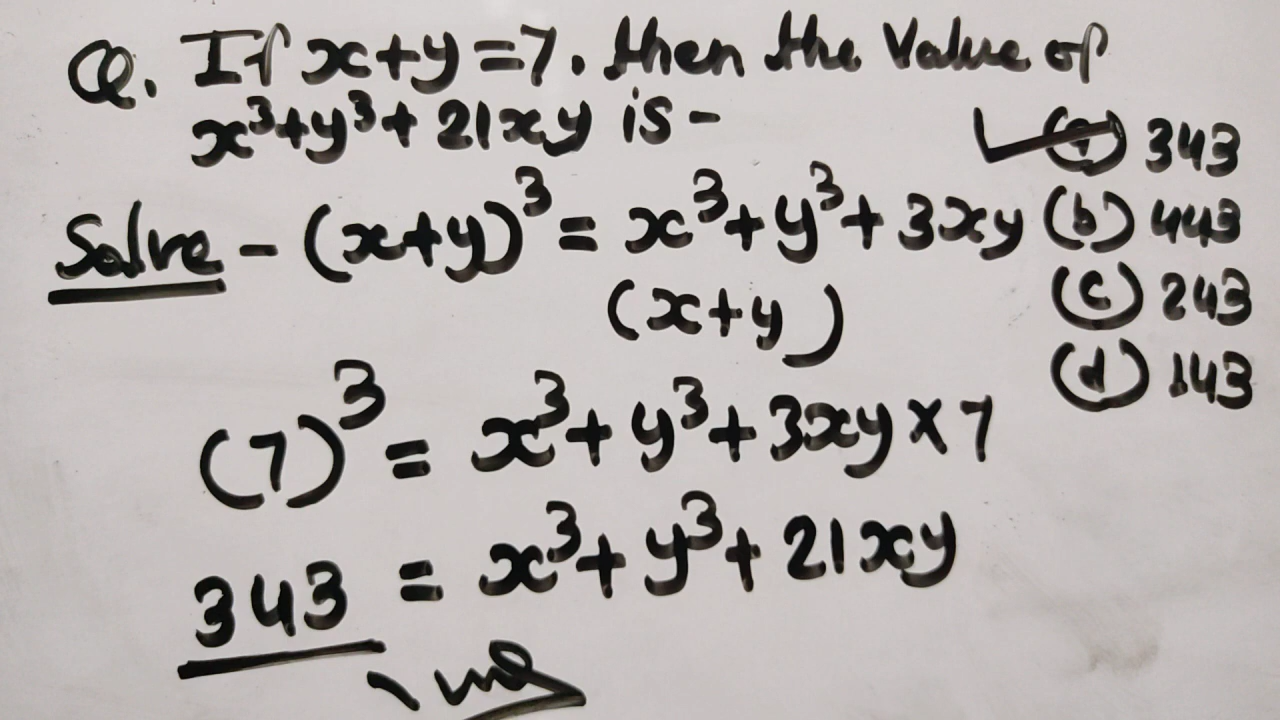 Q. If x+y=7. then the Value of
x³+y³+ 21xy is -
(a) 343
(b) 443
(c) 243
(d) 143
Solve - (x+y)³ = x³+y³+ 3xy
(x+y)
(7)³ = x³+y³+3xy×7
343 = x³+y³+21xy